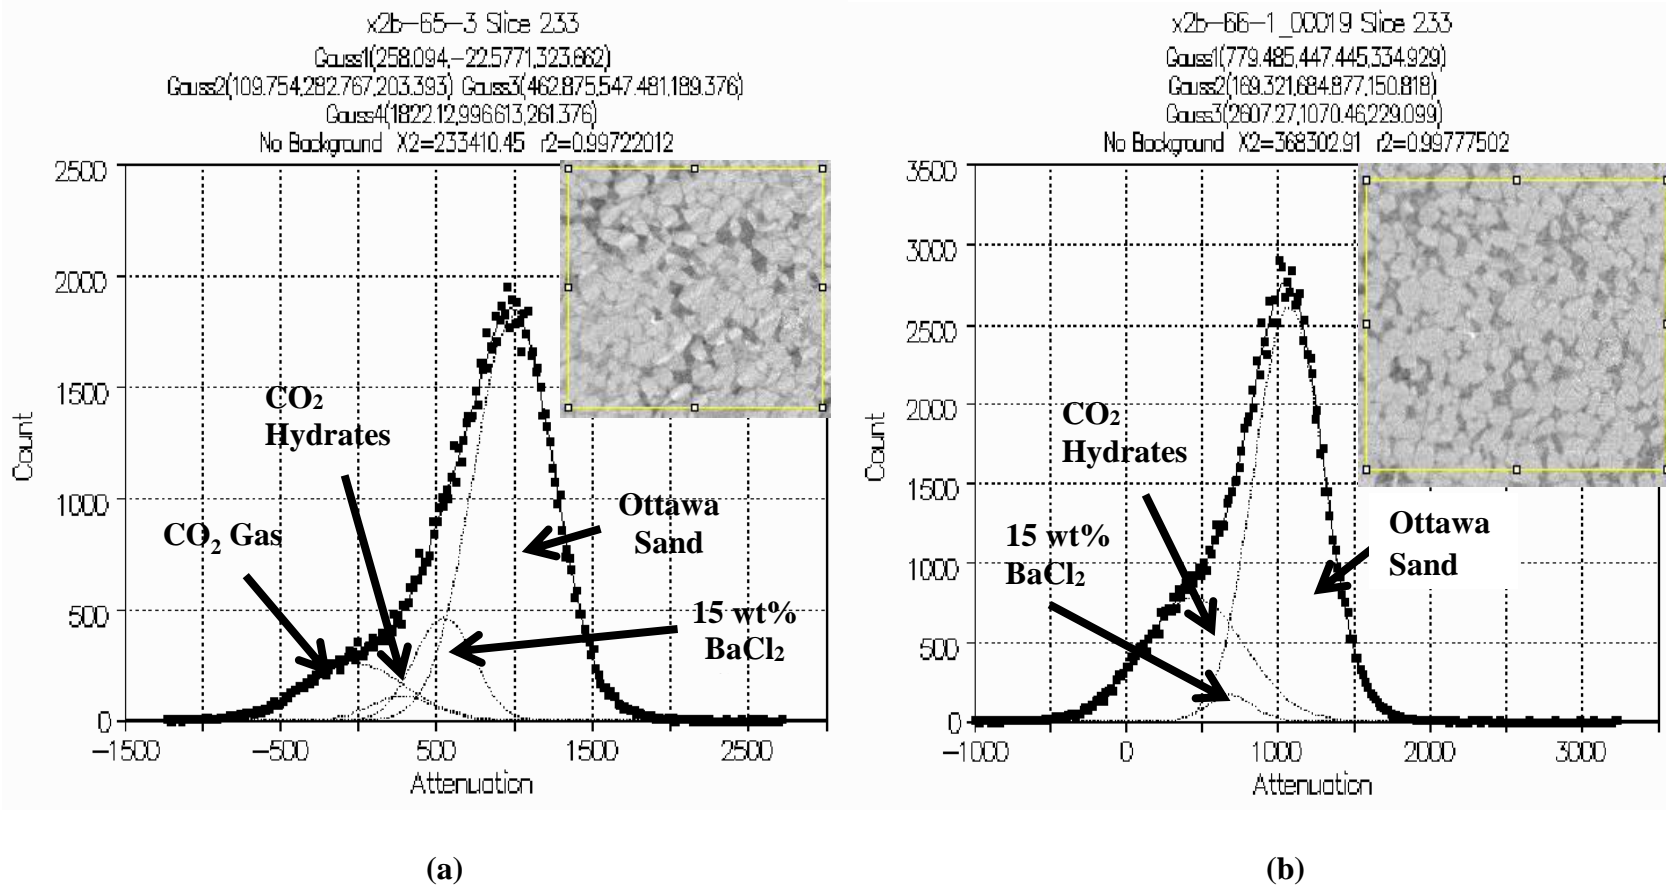 x2b-65-3 Slice 233
Gauss1(258.094,-22.5771,323.662)
Gauss2(109.754,282.767,203.393) Gauss3(462.875,547.481,189.376)
Gauss4(1822.12,996.613,261.376)
No Background X2=233410.45 r2=0.99722012
2500
2000
1500
1000
500
0
Count
-1500
-500
500
1500
2500
Attenuation
CO₂
Hydrates
CO₂ Gas
Ottawa
Sand
15 wt%
BaCl₂
(a)
x2b-66-1_00019 Slice 233
Gauss1(779.485,447.445,334.929)
Gauss2(169.321,684.877,150.818)
Gauss3(2607.27,1070.46,229.099)
No Background X2=368302.91 r2=0.99777502
3500
3000
2500
2000
1500
1000
500
0
Count
-1000
0
1000
2000
3000
Attenuation
CO₂
Hydrates
15 wt%
BaCl₂
Ottawa
Sand
(b)